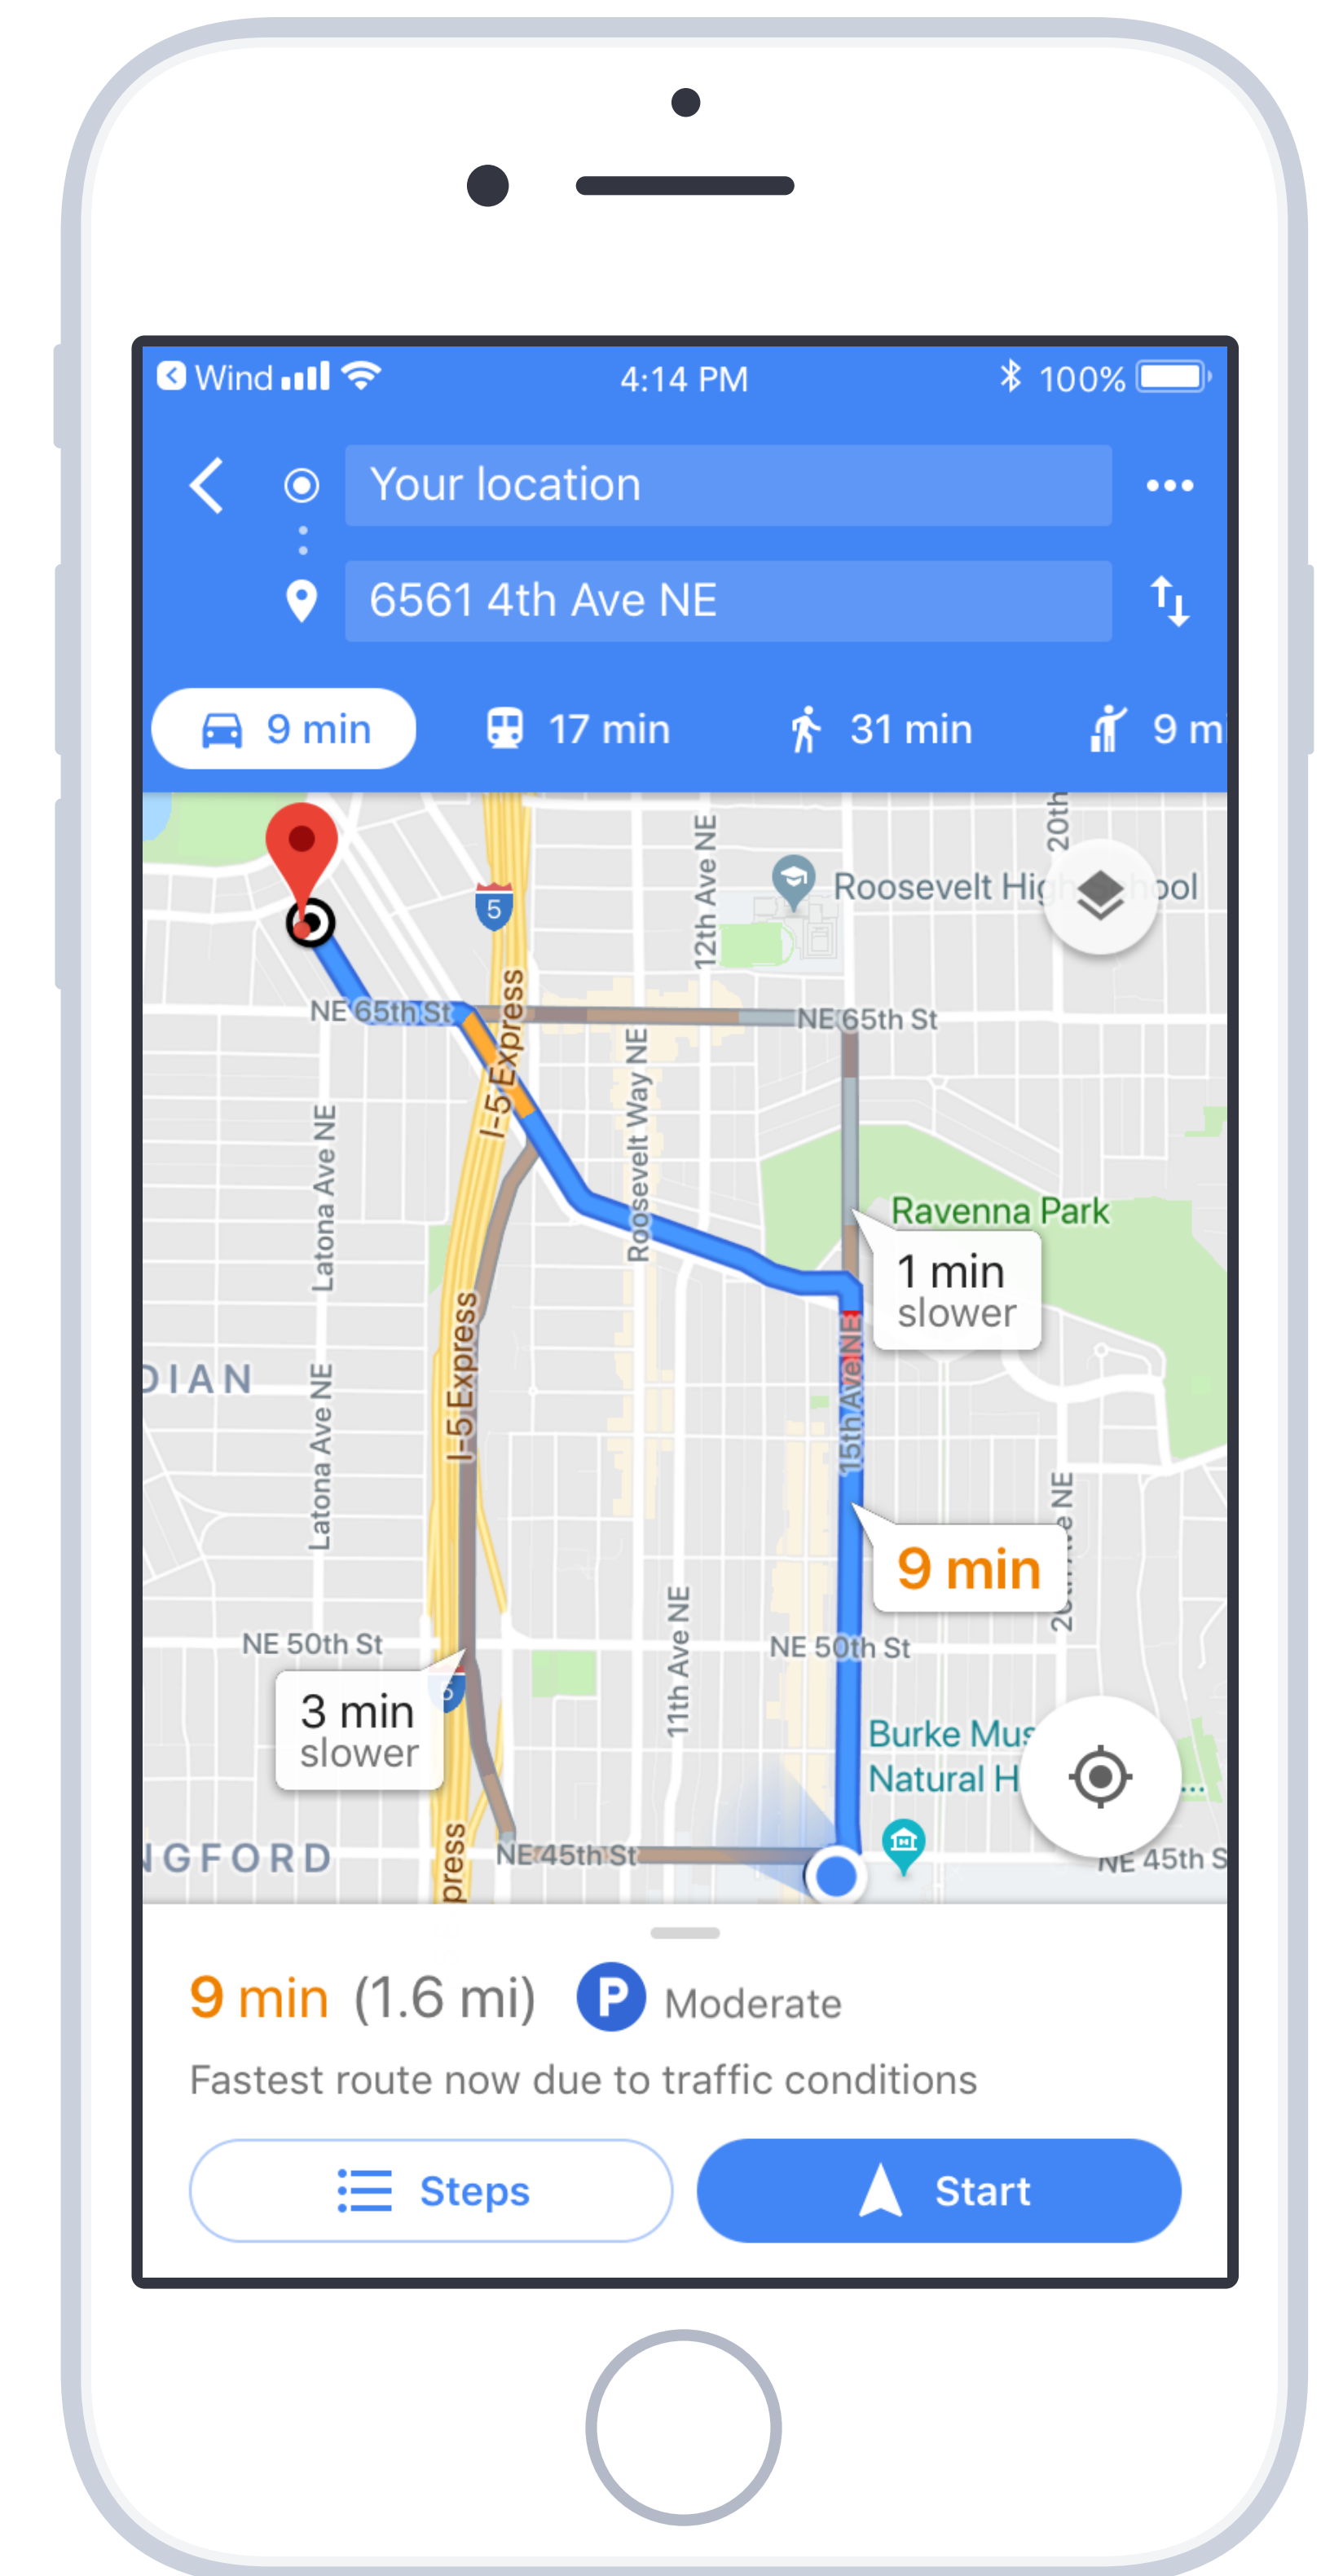 Wind
4:14 PM
100%
Your location
6561 4th Ave NE
9 min
17 min
31 min
9 m
20th
12th Ave NE
Roosevelt High School
5
I-5 Express
NE 65th St
NE 65th St
Roosevelt Way NE
Latona Ave NE
Ravenna Park
1 min
slower
I-5 Express
15th Ave NE
DIAN
Latona Ave NE
9 min
NE 50th St
NE 50th St
11th Ave NE
3 min
slower
5
Burke Mus
Natural H
...
NGFORD
press
NE 45th St
NE 45th S
9 min (1.6 mi) P Moderate
Fastest route now due to traffic conditions
Steps
Start